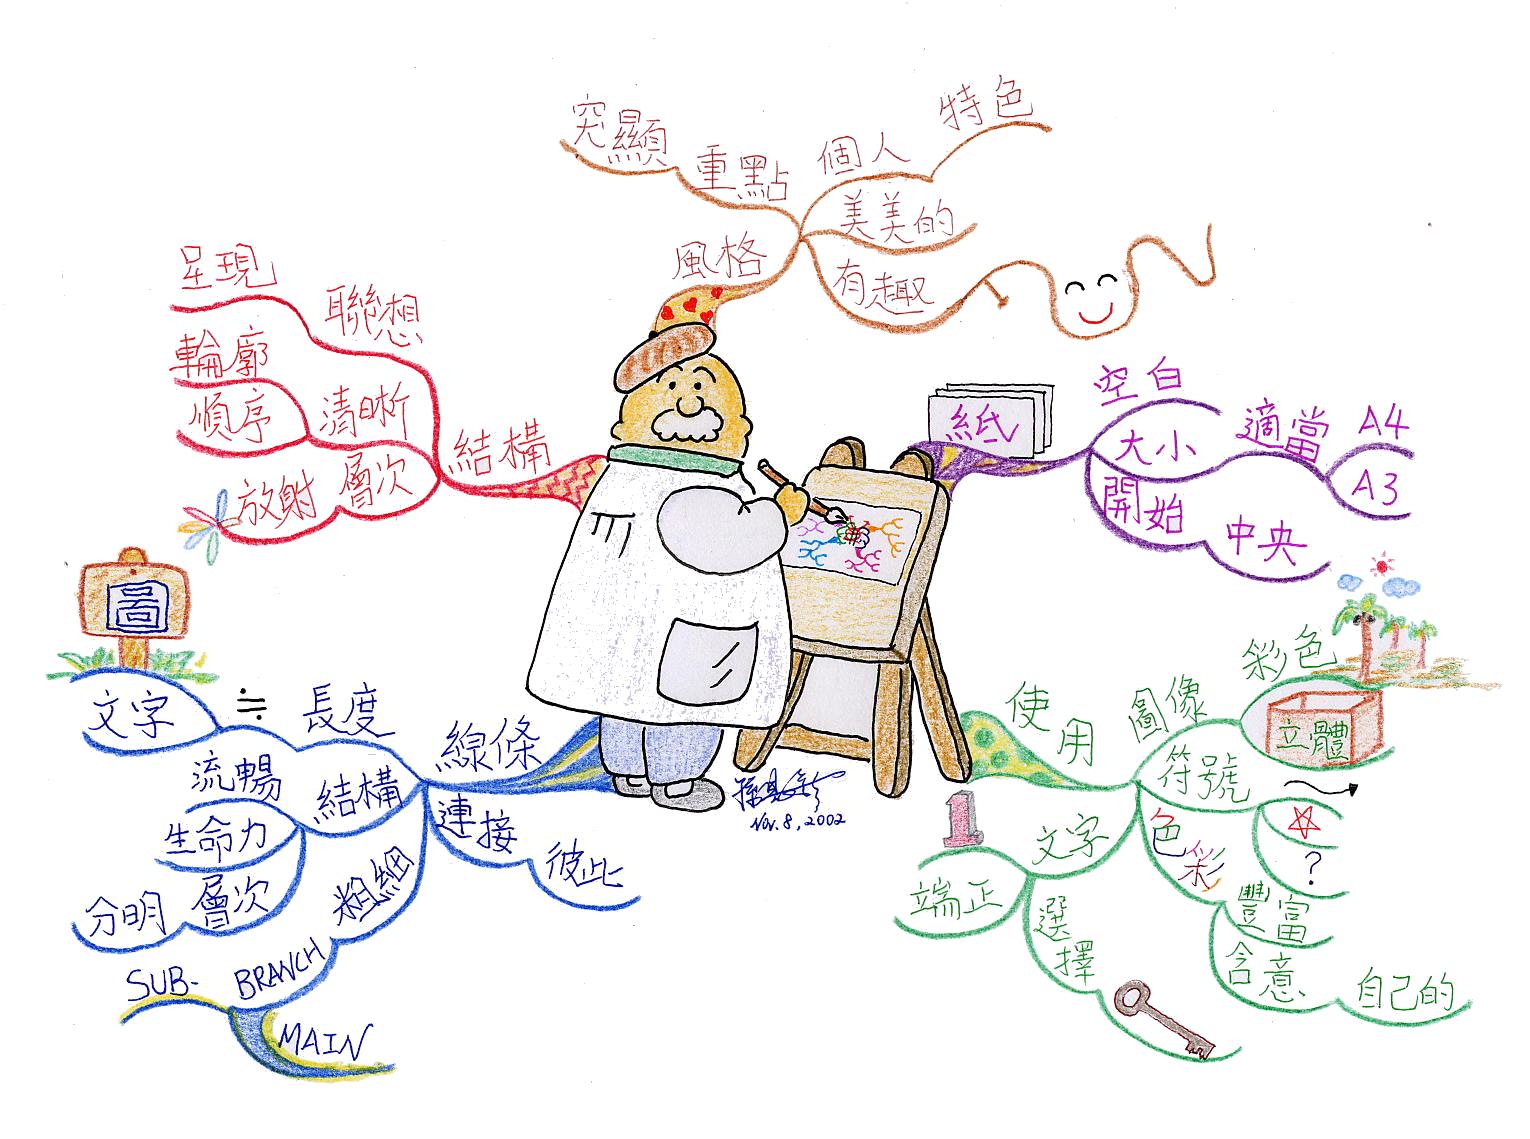 突顯
重點
個人
特色
美美的
有趣
風格
呈現
聯想
輪廓
順序
清晰
放射
層次
結構
紙
空白
大小
適當
A4
A3
開始
中央
圖
文字
≒
長度
線條
流暢
生命力
結構
分明
層次
連接
彼此
粗細
SUB-
BRANCH
MAIN
Nov. 8, 2002
使用
圖像
彩色
立體
符號
?
文字
1
端正
選擇
色彩
豐富
含意
自己的